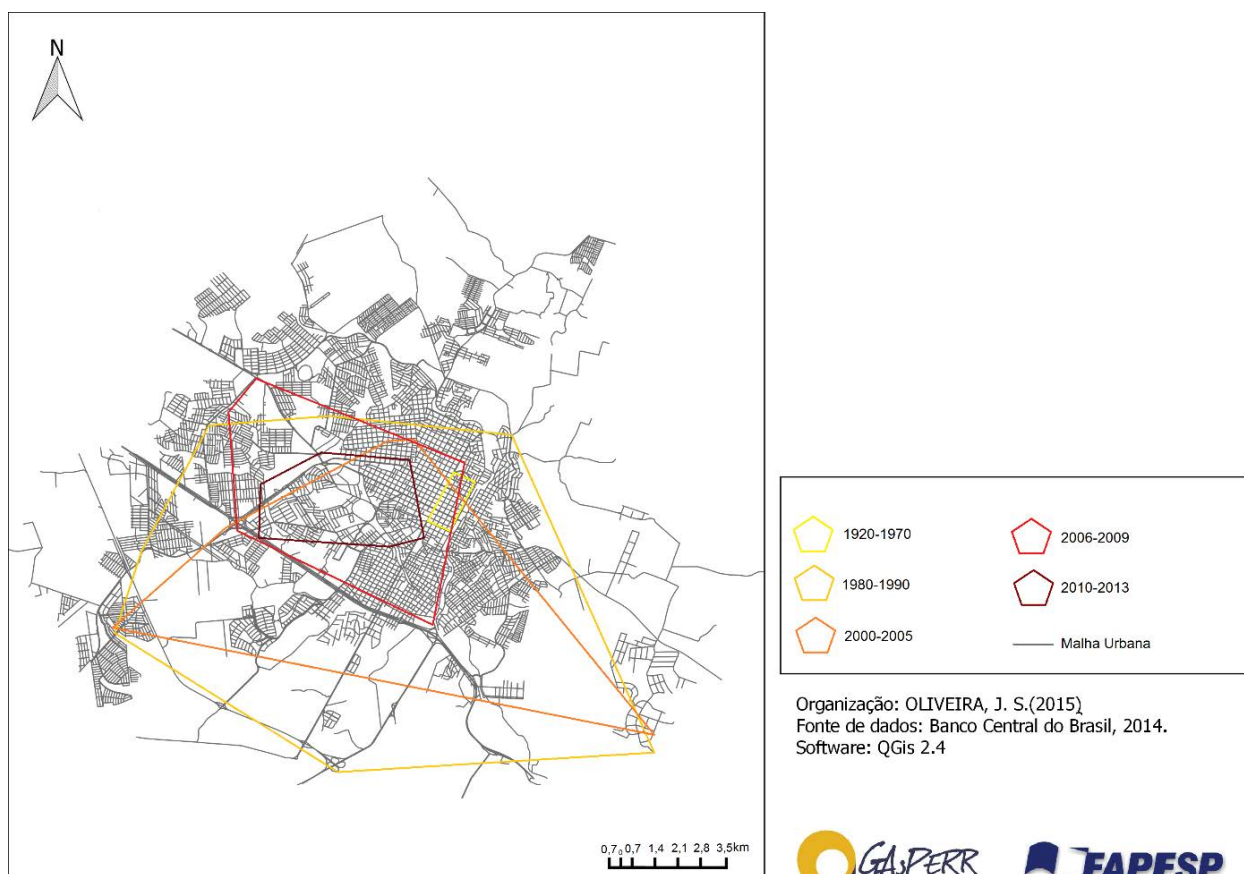 N
0,7 0 0,7 1,4 2,1 2,8 3,5km
1920-1970
1980-1990
2000-2005
2006-2009
2010-2013
Malha Urbana
Organização: OLIVEIRA, J. S.(2015)
Fonte de dados: Banco Central do Brasil, 2014.
Software: QGis 2.4
GAsPERR
FAPESP